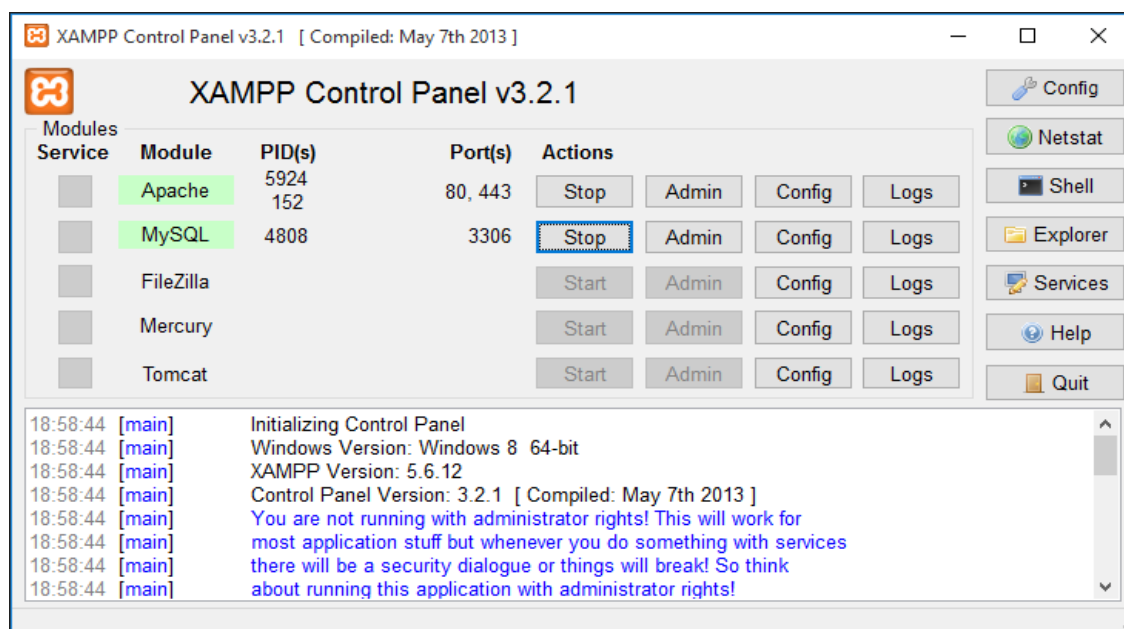 XAMPP Control Panel v3.2.1 [ Compiled: May 7th 2013 ]
XAMPP Control Panel v3.2.1
Config
Modules
Netstat
Service Module PID(s) Port(s) Actions
Apache 5924 152 80, 443 Stop Admin Config Logs
Shell
MySQL 4808 3306 Stop Admin Config Logs
Explorer
FileZilla Start Admin Config Logs
Services
Mercury Start Admin Config Logs
Help
Tomcat Start Admin Config Logs
Quit
18:58:44 [main] Initializing Control Panel
18:58:44 [main] Windows Version: Windows 8 64-bit
18:58:44 [main] XAMPP Version: 5.6.12
18:58:44 [main] Control Panel Version: 3.2.1 [ Compiled: May 7th 2013 ]
18:58:44 [main] You are not running with administrator rights! This will work for
18:58:44 [main] most application stuff but whenever you do something with services
18:58:44 [main] there will be a security dialogue or things will break! So think
18:58:44 [main] about running this application with administrator rights!